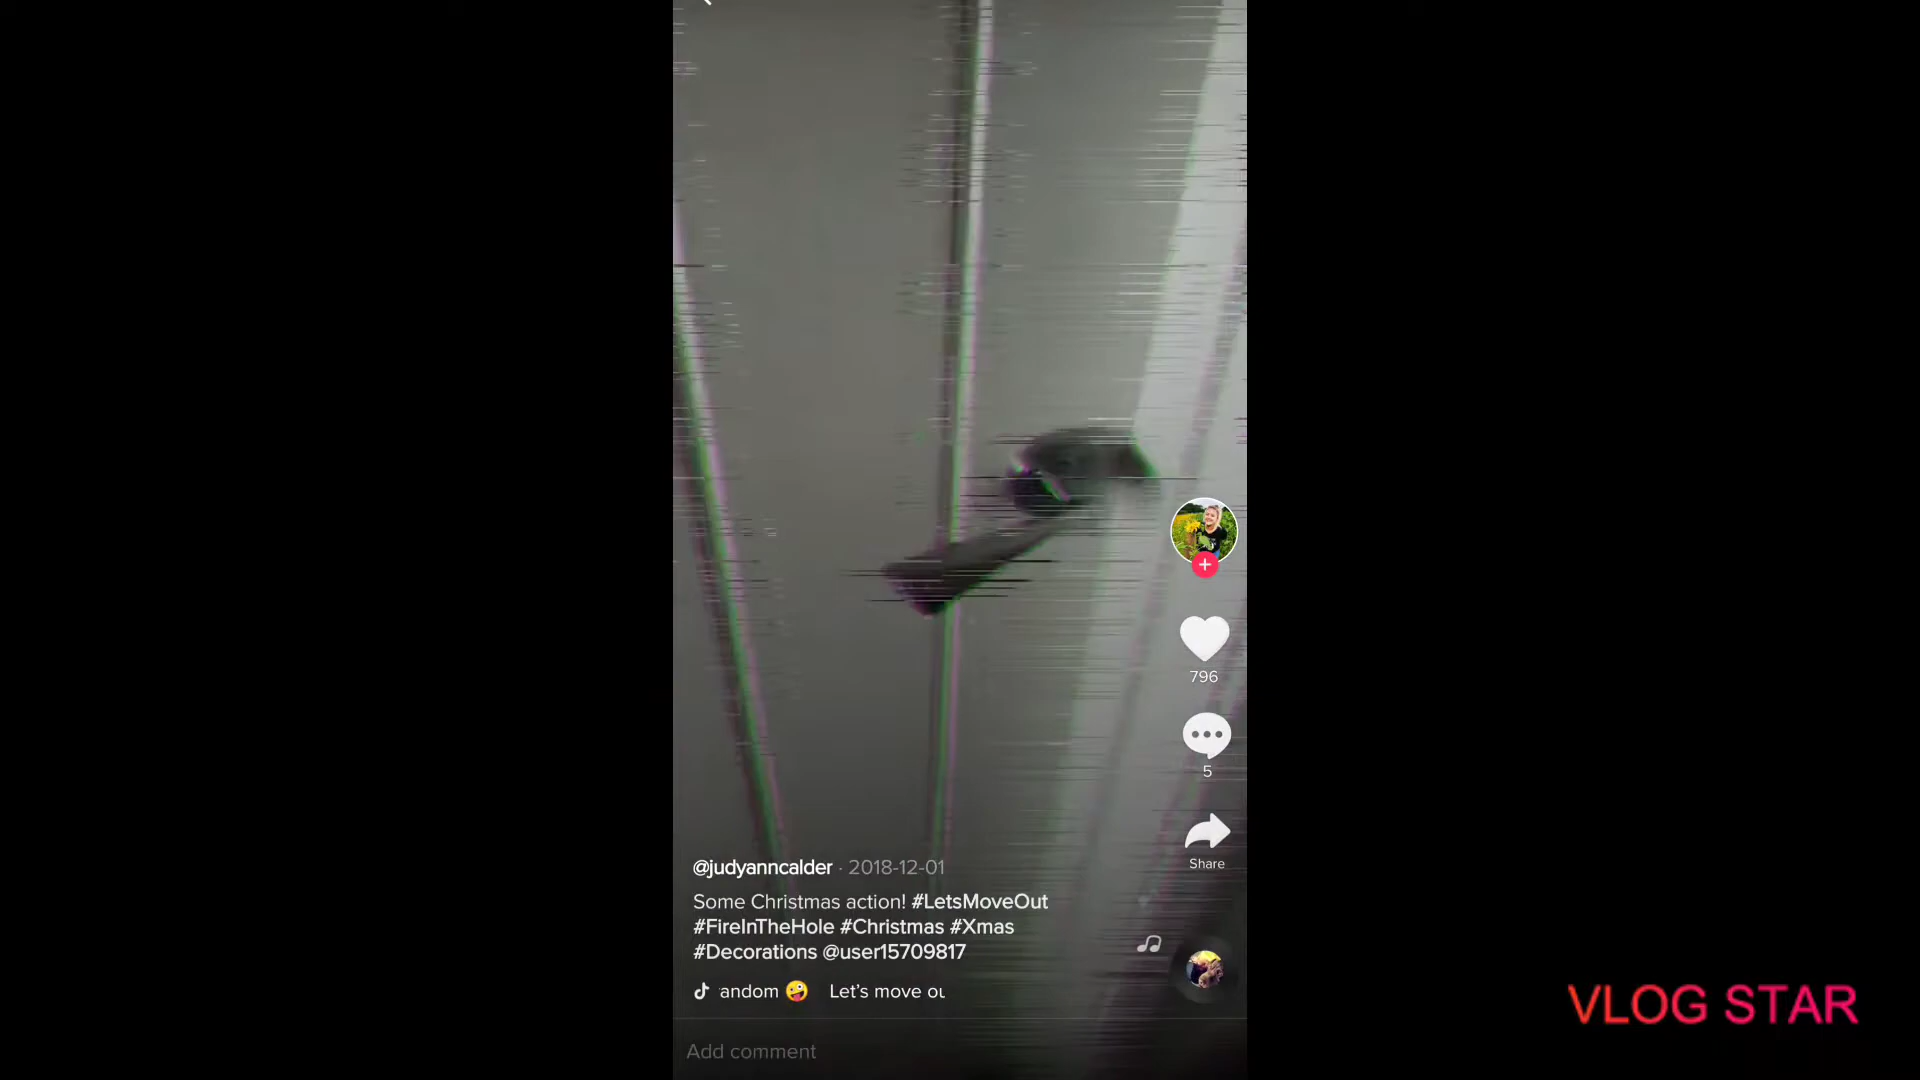 796
5
Share
@judyanncalder · 2018-12-01
Some Christmas action! #LetsMoveOut
#FireInTheHole #Christmas #Xmas
#Decorations @user15709817
andom 🤪 Let's move ou
Add comment
VLOG STAR